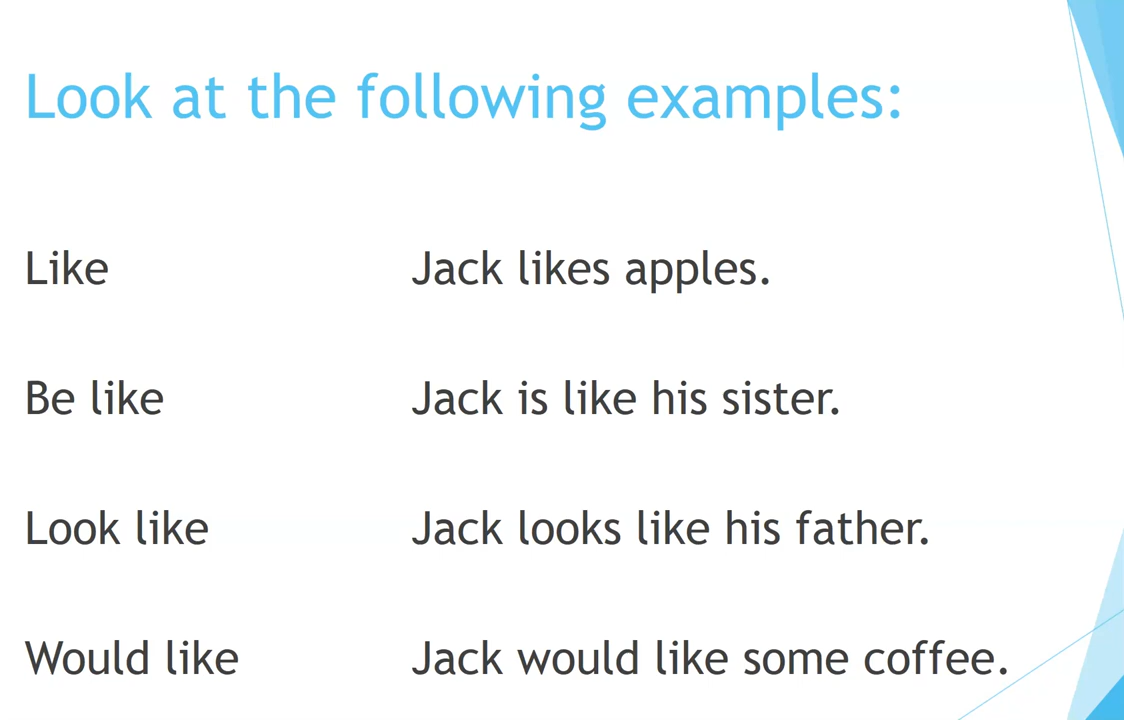 Look at the following examples:
Like Jack likes apples.
Be like Jack is like his sister.
Look like Jack looks like his father.
Would like Jack would like some coffee.